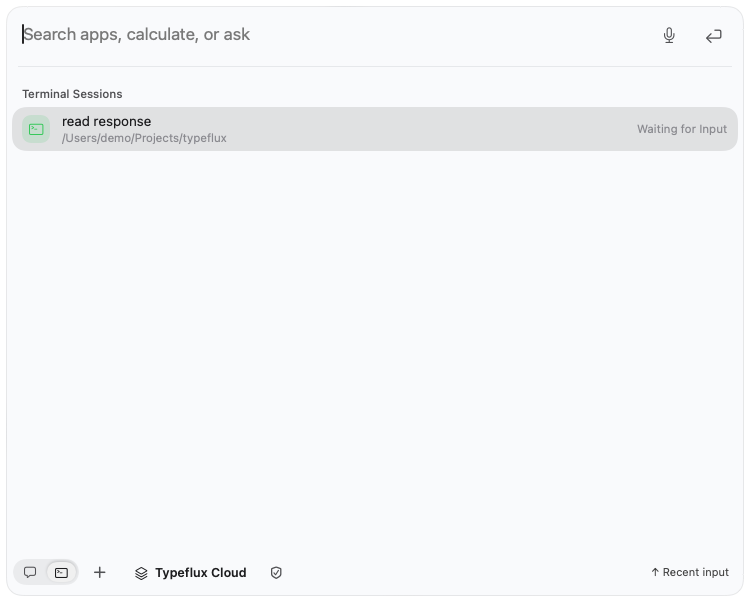 Search apps, calculate, or ask
Terminal Sessions
read response
/Users/demo/Projects/typeflux
Waiting for Input
Typeflux Cloud
↑ Recent input